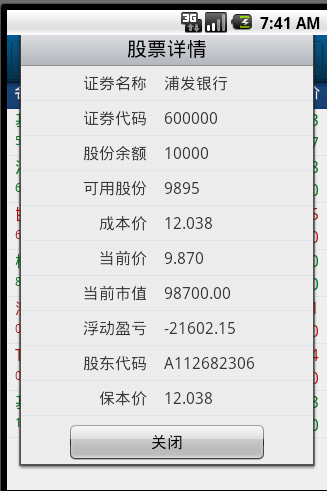 3G 7:41 AM
股票详情
证券名称 浦发银行
证券代码 600000
股份余额 10000
可用股份 9895
成本价 12.038
当前价 9.870
当前市值 98700.00
浮动盈亏 -21602.15
股东代码 A112682306
保本价 12.038
关闭